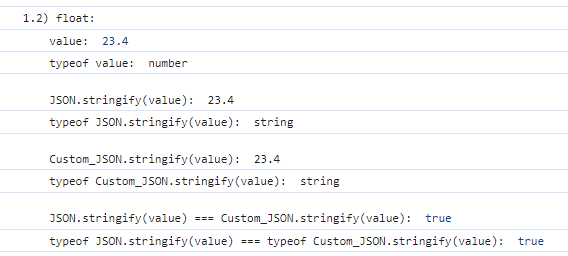 1.2) float:
value:  23.4
typeof value:  number
JSON.stringify(value):  23.4
typeof JSON.stringify(value):  string
Custom_JSON.stringify(value):  23.4
typeof Custom_JSON.stringify(value):  string
JSON.stringify(value) === Custom_JSON.stringify(value):  true
typeof JSON.stringify(value) === typeof Custom_JSON.stringify(value):  true